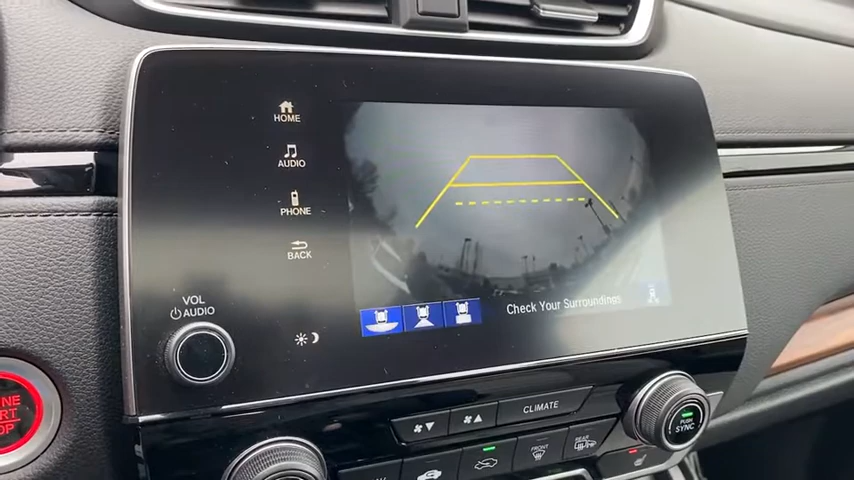 HOME
AUDIO
PHONE
BACK
VOL
AUDIO
Check Your Surroundings
CLIMATE
FRONT
REAR
PUSH
SYNC